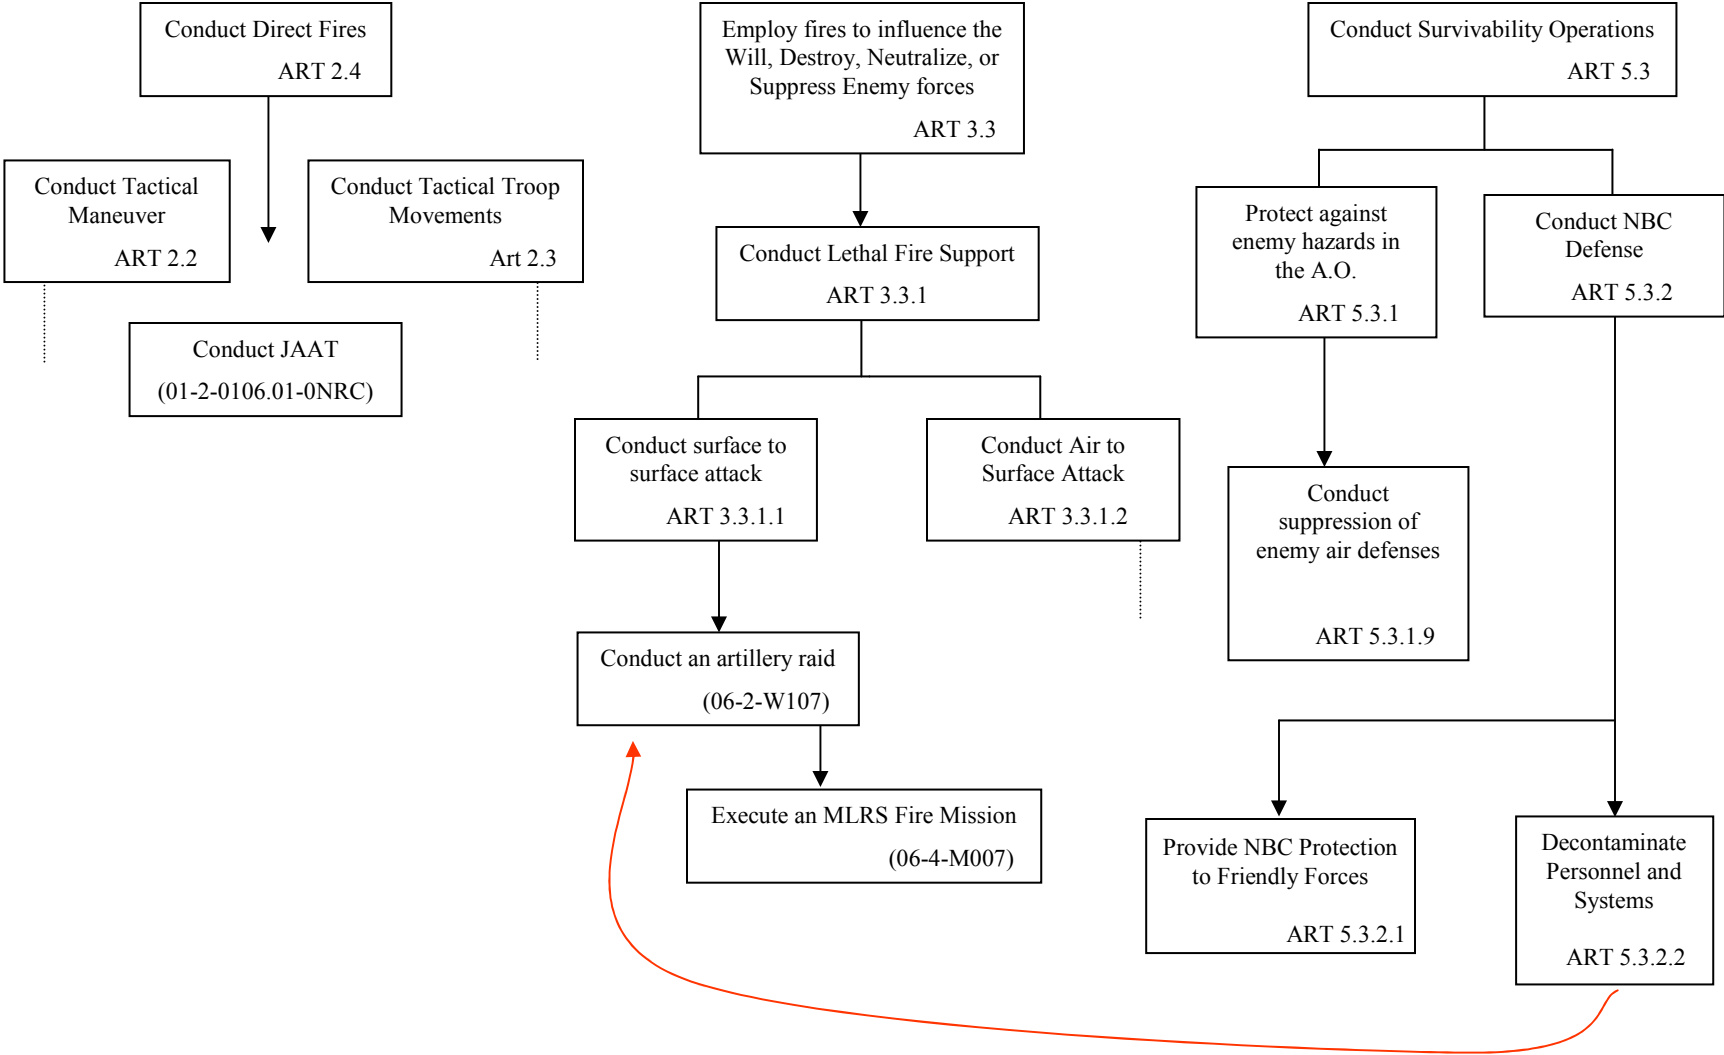 Conduct Direct Fires
ART 2.4
Conduct Tactical
Maneuver
ART 2.2
Conduct Tactical Troop
Movements
Art 2.3
Conduct JAAT
(01-2-0106.01-0NRC)
Employ fires to influence the
Will, Destroy, Neutralize, or
Suppress Enemy forces
ART 3.3
Conduct Lethal Fire Support
ART 3.3.1
Conduct surface to
surface attack
ART 3.3.1.1
Conduct Air to
Surface Attack
ART 3.3.1.2
Conduct an artillery raid
(06-2-W107)
Execute an MLRS Fire Mission
(06-4-M007)
Conduct Survivability Operations
ART 5.3
Protect against
enemy hazards in
the A.O.
ART 5.3.1
Conduct NBC
Defense
ART 5.3.2
Conduct
suppression of
enemy air defenses
ART 5.3.1.9
Provide NBC Protection
to Friendly Forces
ART 5.3.2.1
Decontaminate
Personnel and
Systems
ART 5.3.2.2